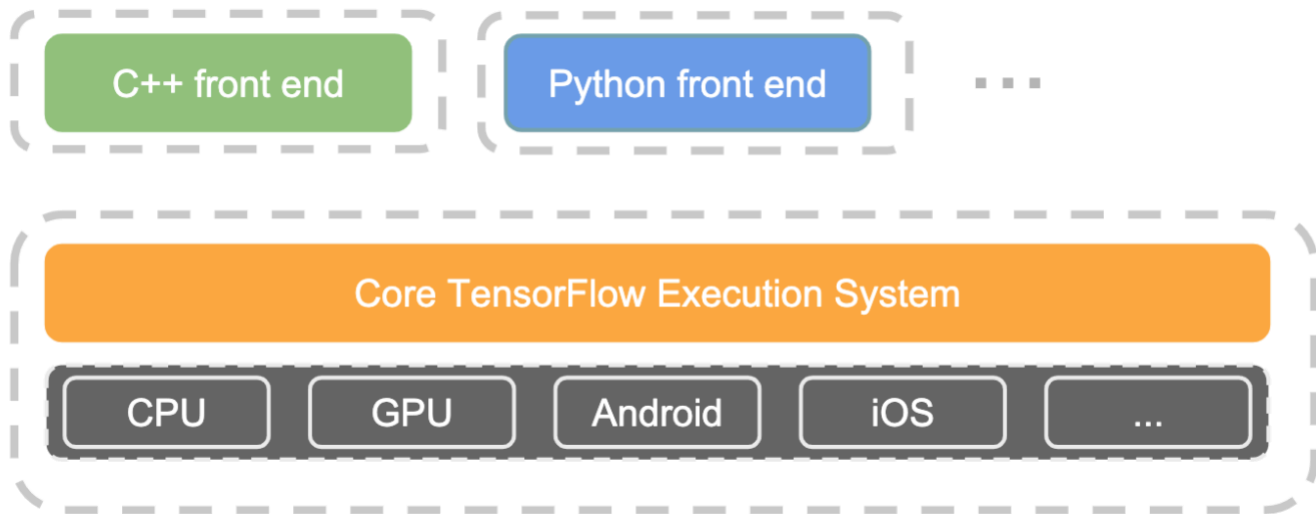 C++ front end
Python front end
...
Core TensorFlow Execution System
CPU
GPU
Android
iOS
...